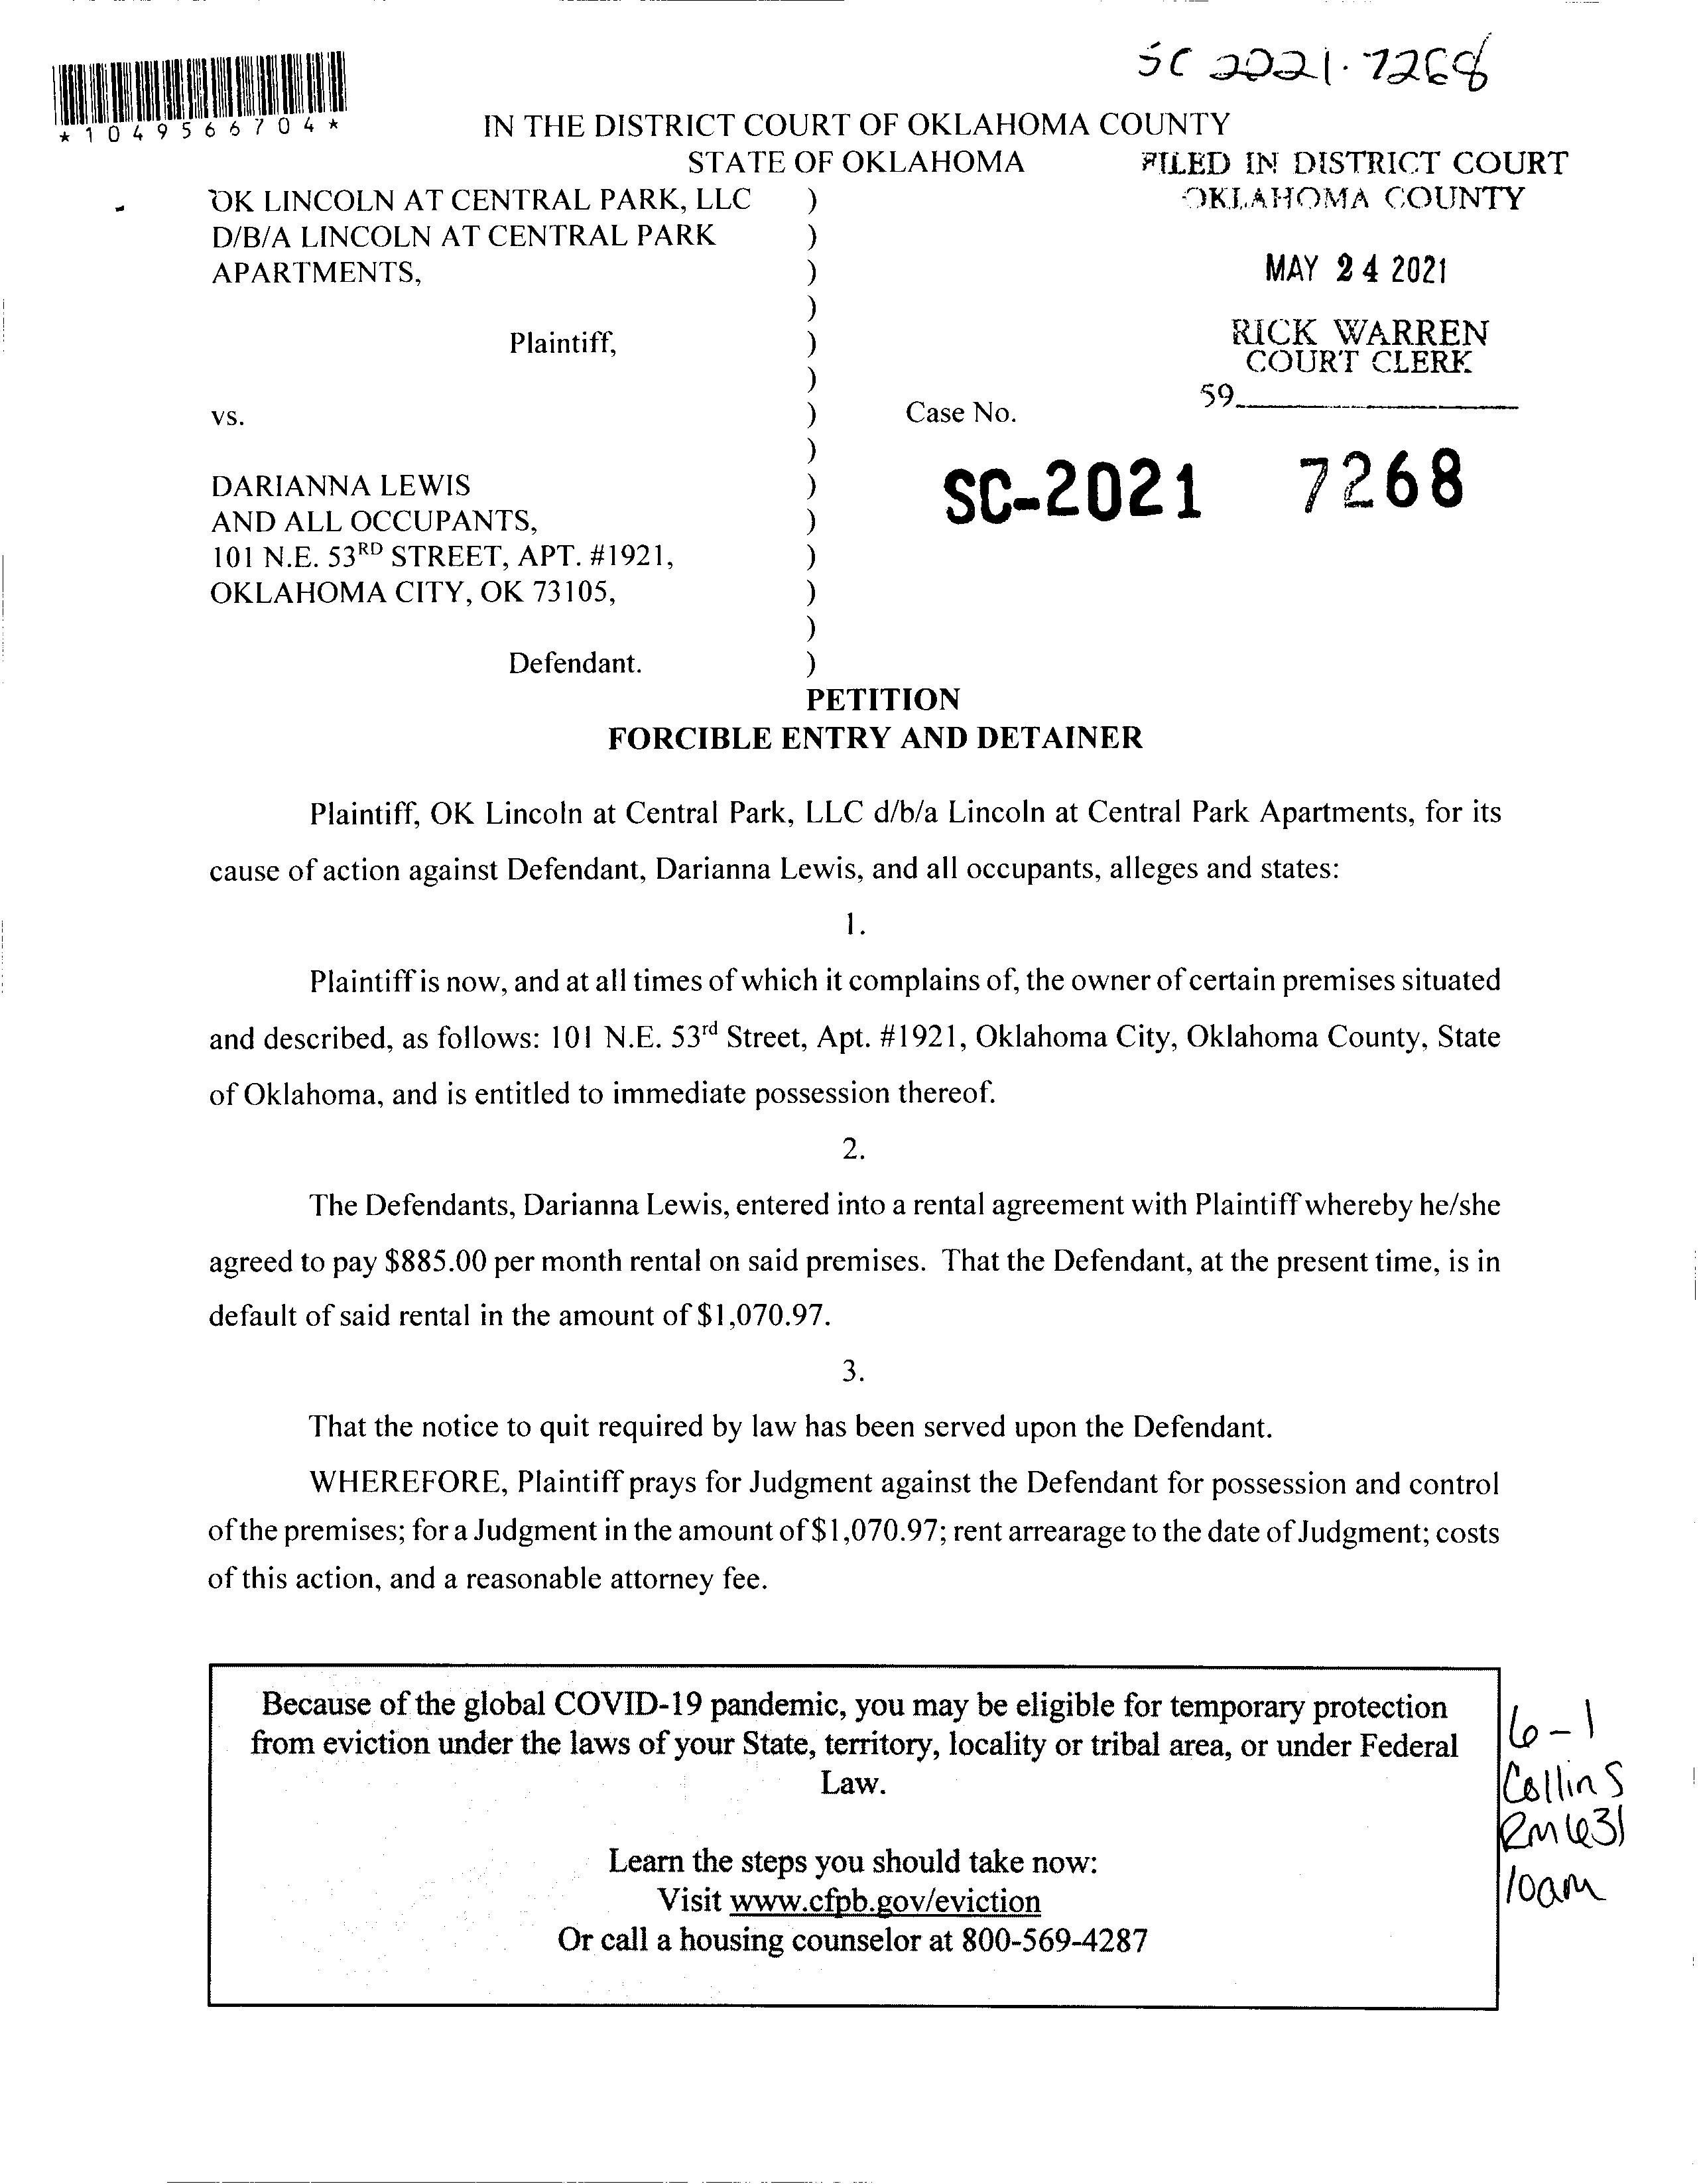 SC 2021-7268
*1049566704*
IN THE DISTRICT COURT OF OKLAHOMA COUNTY
STATE OF OKLAHOMA
FILED IN DISTRICT COURT
OKLAHOMA COUNTY
MAY 24 2021
RICK WARREN
COURT CLERK
59
OK LINCOLN AT CENTRAL PARK, LLC )
D/B/A LINCOLN AT CENTRAL PARK )
APARTMENTS, )
)
Plaintiff, )
)
vs. ) Case No.
)
SC-2021 7268
DARIANNA LEWIS )
AND ALL OCCUPANTS, )
101 N.E. 53RD STREET, APT. #1921, )
OKLAHOMA CITY, OK 73105, )
)
Defendant. )
PETITION
FORCIBLE ENTRY AND DETAINER
Plaintiff, OK Lincoln at Central Park, LLC d/b/a Lincoln at Central Park Apartments, for its
cause of action against Defendant, Darianna Lewis, and all occupants, alleges and states:
1.
Plaintiff is now, and at all times of which it complains of, the owner of certain premises situated
and described, as follows: 101 N.E. 53rd Street, Apt. #1921, Oklahoma City, Oklahoma County, State
of Oklahoma, and is entitled to immediate possession thereof.
2.
The Defendants, Darianna Lewis, entered into a rental agreement with Plaintiff whereby he/she
agreed to pay $885.00 per month rental on said premises. That the Defendant, at the present time, is in
default of said rental in the amount of $1,070.97.
3.
That the notice to quit required by law has been served upon the Defendant.
WHEREFORE, Plaintiff prays for Judgment against the Defendant for possession and control
of the premises; for a Judgment in the amount of $1,070.97; rent arrearage to the date of Judgment; costs
of this action, and a reasonable attorney fee.
Because of the global COVID-19 pandemic, you may be eligible for temporary protection
from eviction under the laws of your State, territory, locality or tribal area, or under Federal
Law.
Learn the steps you should take now:
Visit www.cfpb.gov/eviction
Or call a housing counselor at 800-569-4287
6-1
Collins
Rm 631
10am